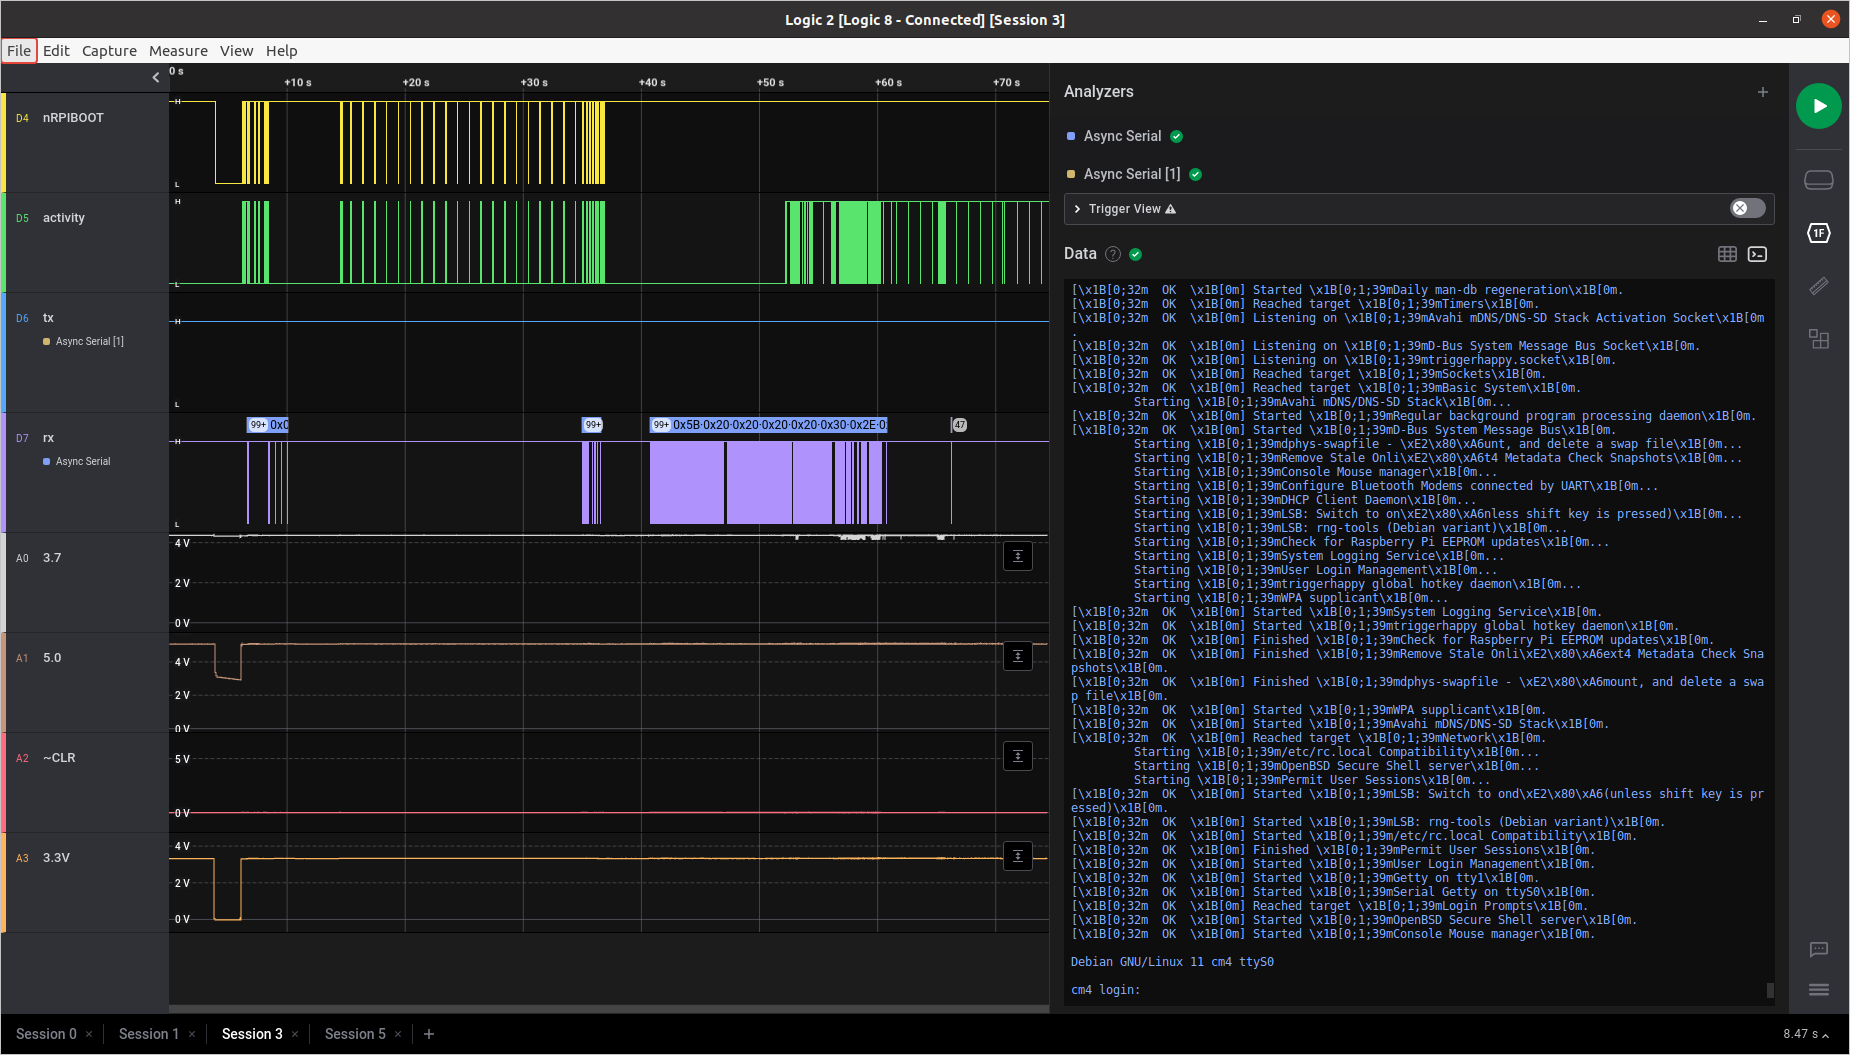 Logic 2 [Logic 8 - Connected] [Session 3]
File Edit Capture Measure View Help
0 s
+10 s +20 s +30 s +40 s +50 s +60 s +70 s
D4 nRPIBOOT
H
L
D5 activity
H
L
D6 tx
Async Serial [1]
H
L
D7 rx
Async Serial
99+ 0x0
99+
99+ 0x5B·0x20·0x20·0x20·0x20·0x30·0x2E·0
47
H
L
A0 3.7
4 V
2 V
0 V
A1 5.0
4 V
2 V
0 V
A2 ~CLR
5 V
0 V
A3 3.3V
4 V
2 V
0 V
Analyzers
Async Serial
Async Serial [1]
Trigger View
Data ?
1F
[\x1B[0;32m  OK  \x1B[0m] Started \x1B[0;1;39mDaily man-db regeneration\x1B[0m.
[\x1B[0;32m  OK  \x1B[0m] Reached target \x1B[0;1;39mTimers\x1B[0m.
[\x1B[0;32m  OK  \x1B[0m] Listening on \x1B[0;1;39mAvahi mDNS/DNS-SD Stack Activation Socket\x1B[0m
.
[\x1B[0;32m  OK  \x1B[0m] Listening on \x1B[0;1;39mD-Bus System Message Bus Socket\x1B[0m.
[\x1B[0;32m  OK  \x1B[0m] Listening on \x1B[0;1;39mtriggerhappy.socket\x1B[0m.
[\x1B[0;32m  OK  \x1B[0m] Reached target \x1B[0;1;39mSockets\x1B[0m.
[\x1B[0;32m  OK  \x1B[0m] Reached target \x1B[0;1;39mBasic System\x1B[0m.
Starting \x1B[0;1;39mAvahi mDNS/DNS-SD Stack\x1B[0m...
[\x1B[0;32m  OK  \x1B[0m] Started \x1B[0;1;39mRegular background program processing daemon\x1B[0m.
[\x1B[0;32m  OK  \x1B[0m] Started \x1B[0;1;39mD-Bus System Message Bus\x1B[0m.
Starting \x1B[0;1;39mdphys-swapfile - \xE2\x80\xA6unt, and delete a swap file\x1B[0m...
Starting \x1B[0;1;39mRemove Stale Onli\xE2\x80\xA6t4 Metadata Check Snapshots\x1B[0m...
Starting \x1B[0;1;39mConsole Mouse manager\x1B[0m...
Starting \x1B[0;1;39mConfigure Bluetooth Modems connected by UART\x1B[0m...
Starting \x1B[0;1;39mDHCP Client Daemon\x1B[0m...
Starting \x1B[0;1;39mLSB: Switch to on\xE2\x80\xA6nless shift key is pressed)\x1B[0m...
Starting \x1B[0;1;39mLSB: rng-tools (Debian variant)\x1B[0m...
Starting \x1B[0;1;39mCheck for Raspberry Pi EEPROM updates\x1B[0m...
Starting \x1B[0;1;39mSystem Logging Service\x1B[0m...
Starting \x1B[0;1;39mUser Login Management\x1B[0m...
Starting \x1B[0;1;39mtriggerhappy global hotkey daemon\x1B[0m...
Starting \x1B[0;1;39mWPA supplicant\x1B[0m...
[\x1B[0;32m  OK  \x1B[0m] Started \x1B[0;1;39mSystem Logging Service\x1B[0m.
[\x1B[0;32m  OK  \x1B[0m] Started \x1B[0;1;39mtriggerhappy global hotkey daemon\x1B[0m.
[\x1B[0;32m  OK  \x1B[0m] Finished \x1B[0;1;39mCheck for Raspberry Pi EEPROM updates\x1B[0m.
[\x1B[0;32m  OK  \x1B[0m] Finished \x1B[0;1;39mRemove Stale Onli\xE2\x80\xA6ext4 Metadata Check Sna
pshots\x1B[0m.
[\x1B[0;32m  OK  \x1B[0m] Finished \x1B[0;1;39mdphys-swapfile - \xE2\x80\xA6mount, and delete a swa
p file\x1B[0m.
[\x1B[0;32m  OK  \x1B[0m] Started \x1B[0;1;39mWPA supplicant\x1B[0m.
[\x1B[0;32m  OK  \x1B[0m] Started \x1B[0;1;39mAvahi mDNS/DNS-SD Stack\x1B[0m.
[\x1B[0;32m  OK  \x1B[0m] Reached target \x1B[0;1;39mNetwork\x1B[0m.
Starting \x1B[0;1;39m/etc/rc.local Compatibility\x1B[0m...
Starting \x1B[0;1;39mOpenBSD Secure Shell server\x1B[0m...
Starting \x1B[0;1;39mPermit User Sessions\x1B[0m...
[\x1B[0;32m  OK  \x1B[0m] Started \x1B[0;1;39mLSB: Switch to ond\xE2\x80\xA6(unless shift key is pr
essed)\x1B[0m.
[\x1B[0;32m  OK  \x1B[0m] Started \x1B[0;1;39mLSB: rng-tools (Debian variant)\x1B[0m.
[\x1B[0;32m  OK  \x1B[0m] Started \x1B[0;1;39m/etc/rc.local Compatibility\x1B[0m.
[\x1B[0;32m  OK  \x1B[0m] Finished \x1B[0;1;39mPermit User Sessions\x1B[0m.
[\x1B[0;32m  OK  \x1B[0m] Started \x1B[0;1;39mUser Login Management\x1B[0m.
[\x1B[0;32m  OK  \x1B[0m] Started \x1B[0;1;39mGetty on tty1\x1B[0m.
[\x1B[0;32m  OK  \x1B[0m] Started \x1B[0;1;39mSerial Getty on ttyS0\x1B[0m.
[\x1B[0;32m  OK  \x1B[0m] Reached target \x1B[0;1;39mLogin Prompts\x1B[0m.
[\x1B[0;32m  OK  \x1B[0m] Started \x1B[0;1;39mOpenBSD Secure Shell server\x1B[0m.
[\x1B[0;32m  OK  \x1B[0m] Started \x1B[0;1;39mConsole Mouse manager\x1B[0m.
Debian GNU/Linux 11 cm4 ttyS0
cm4 login:
Session 0 × Session 1 × Session 3 × Session 5 × +
8.47 s